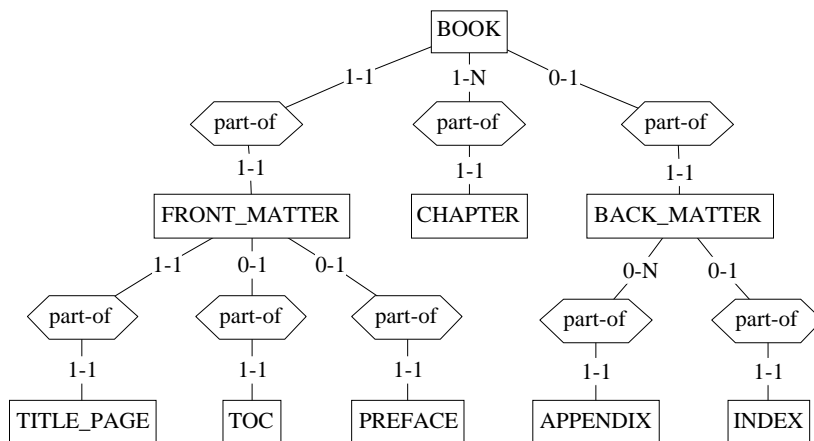 BOOK
1-1 1-N 0-1
part-of part-of part-of
1-1 1-1 1-1
FRONT_MATTER CHAPTER BACK_MATTER
1-1 0-1 0-1 0-N 0-1
part-of part-of part-of part-of part-of
1-1 1-1 1-1 1-1 1-1
TITLE_PAGE TOC PREFACE APPENDIX INDEX